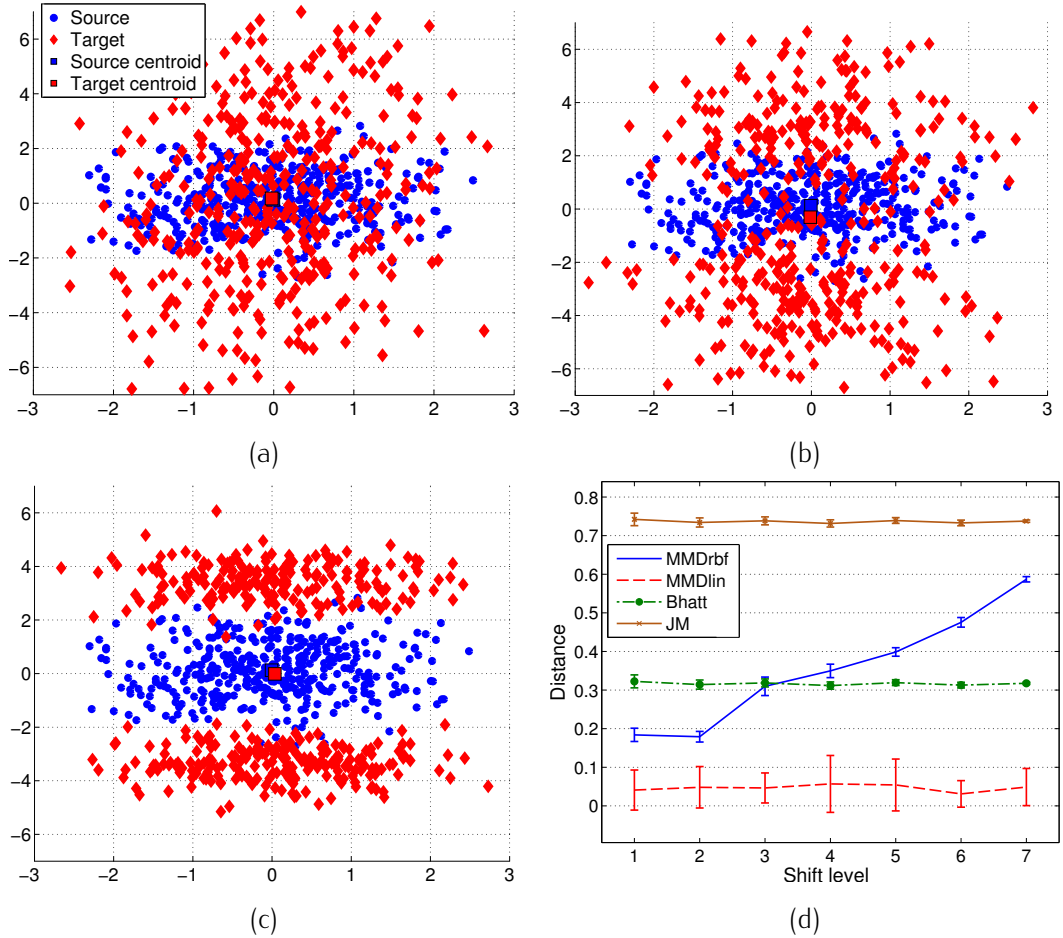 Source
Target
Source centroid
Target centroid
6
4
2
0
−2
−4
−6
−3 −2 −1 0 1 2 3
(a)
6
4
2
0
−2
−4
−6
−3 −2 −1 0 1 2 3
(b)
6
4
2
0
−2
−4
−6
−3 −2 −1 0 1 2 3
(c)
Distance
0.8
0.7
0.6
0.5
0.4
0.3
0.2
0.1
0
MMDrbf
MMDlin
Bhatt
JM
1 2 3 4 5 6 7
Shift level
(d)